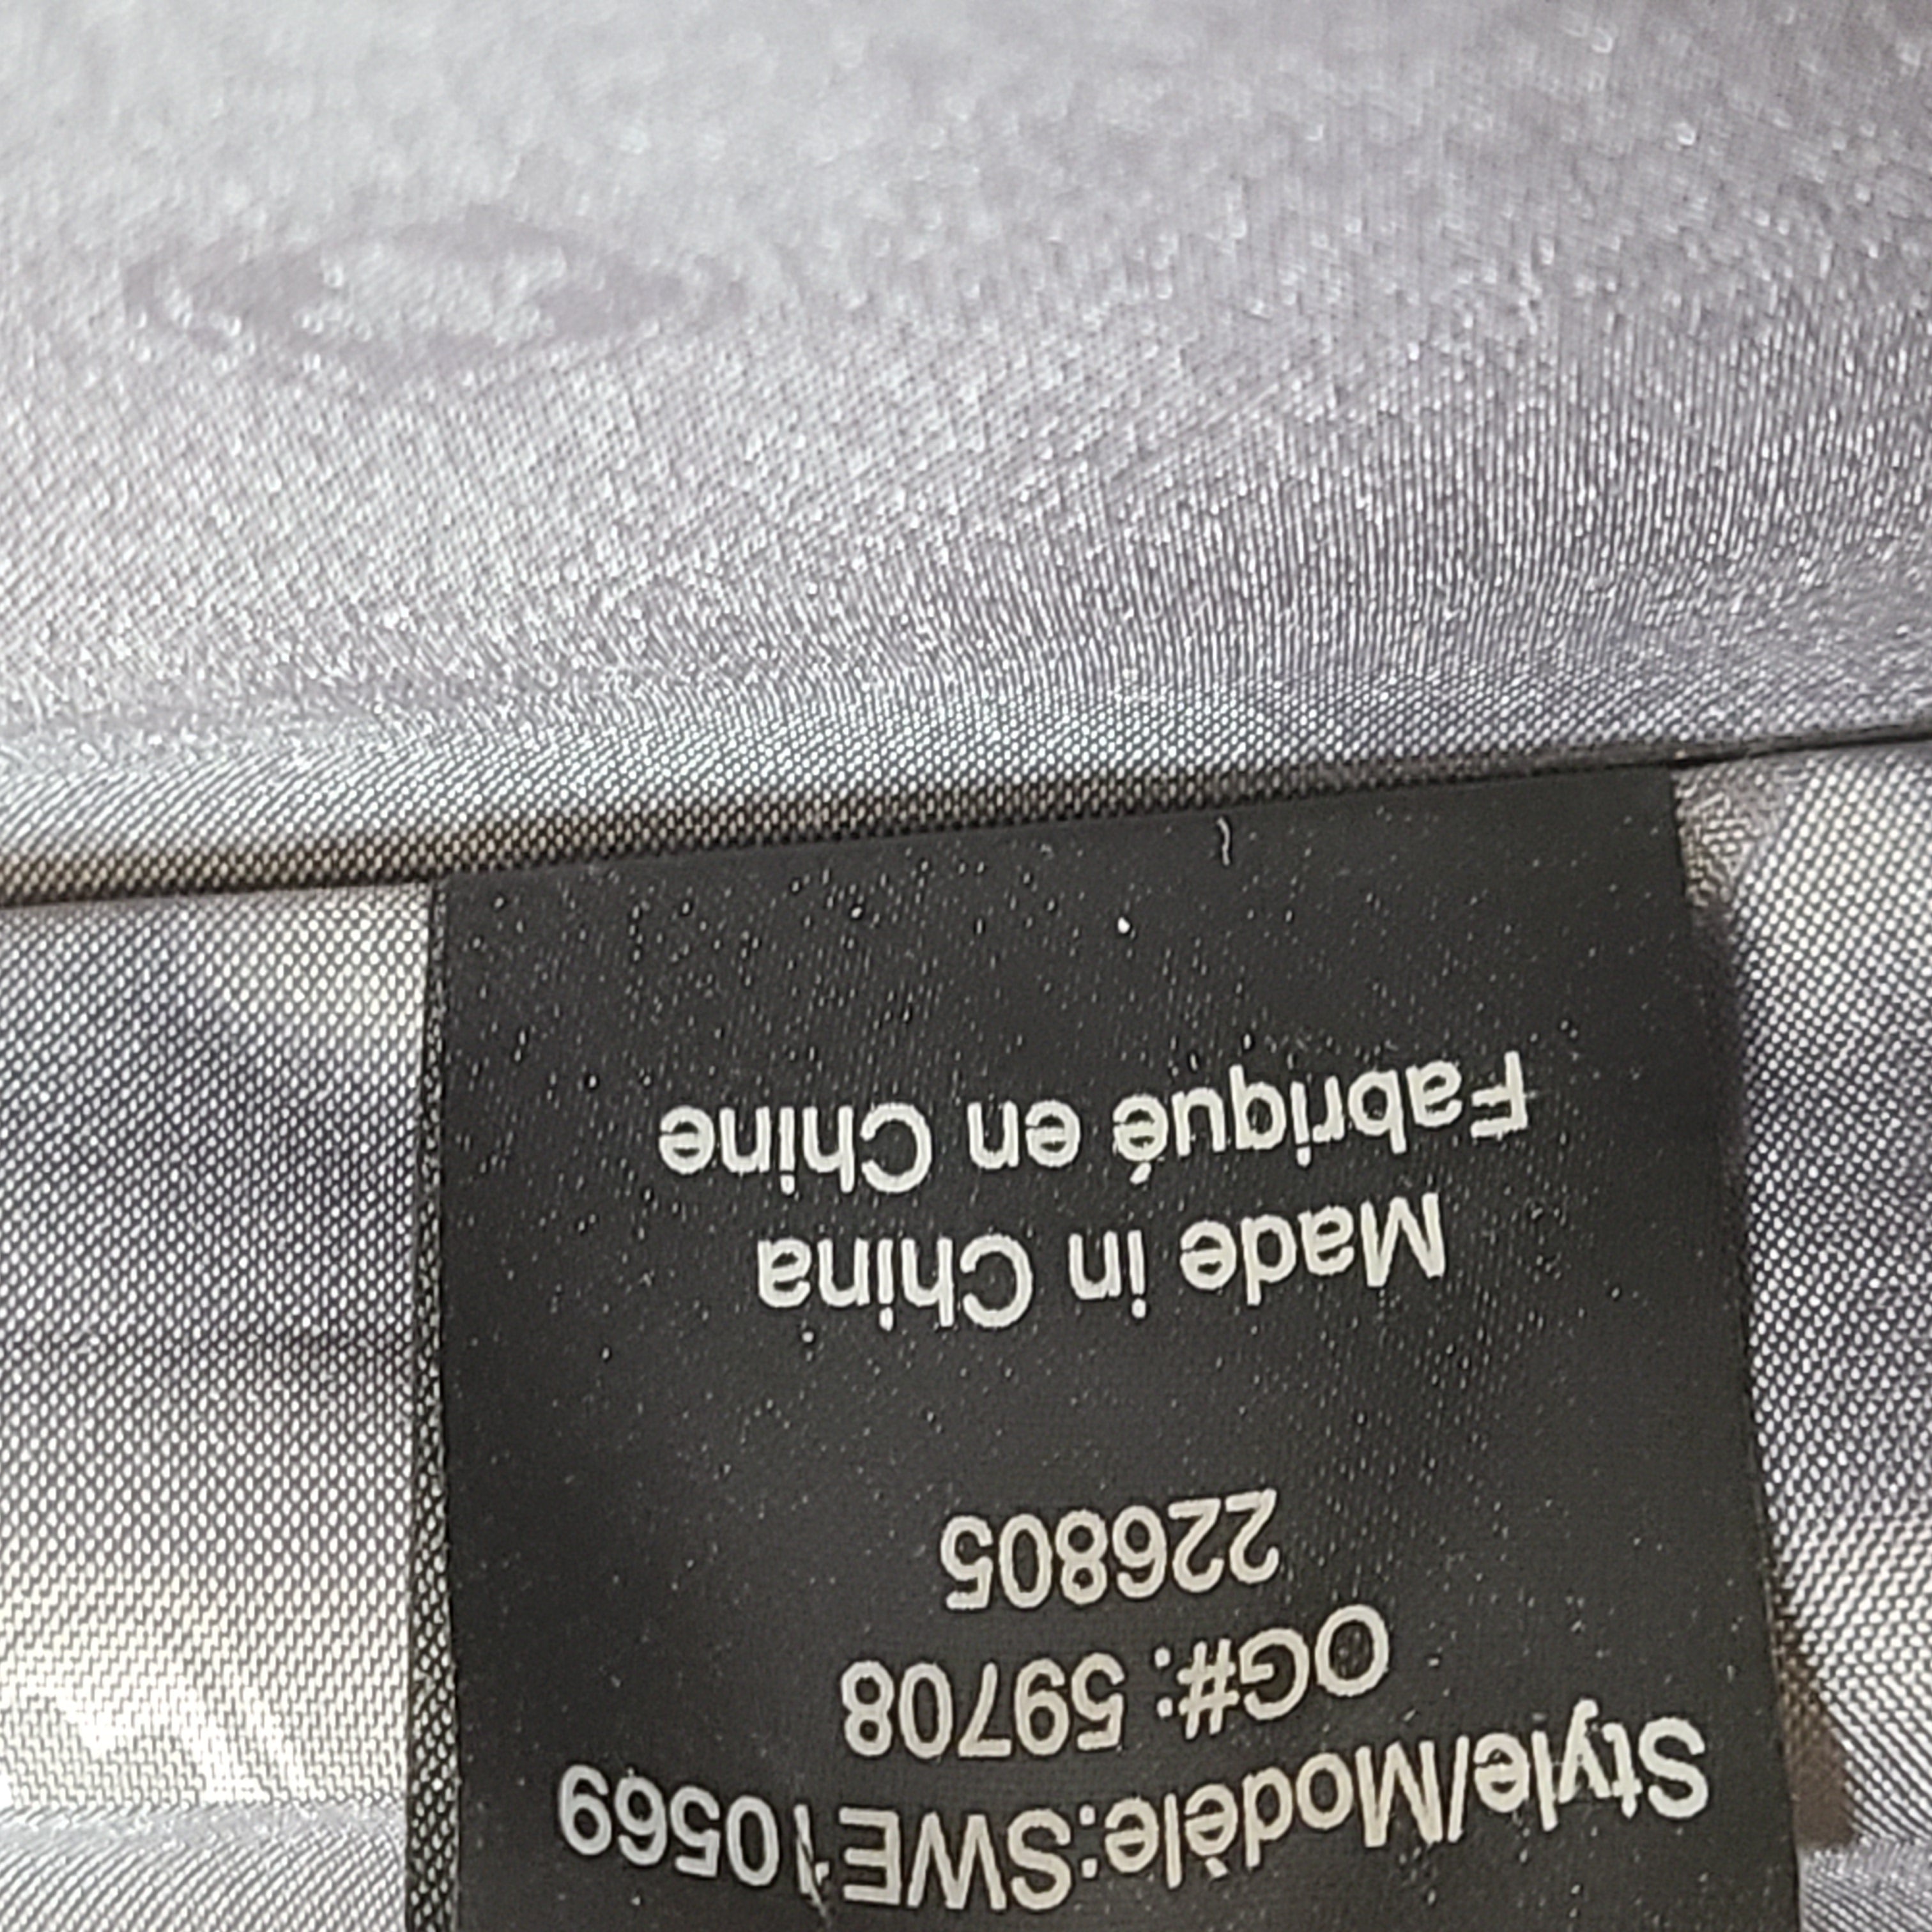 Style/Modèle:SWE10569
OG#: 59708
226805
Made in China
Fabriqué en Chine